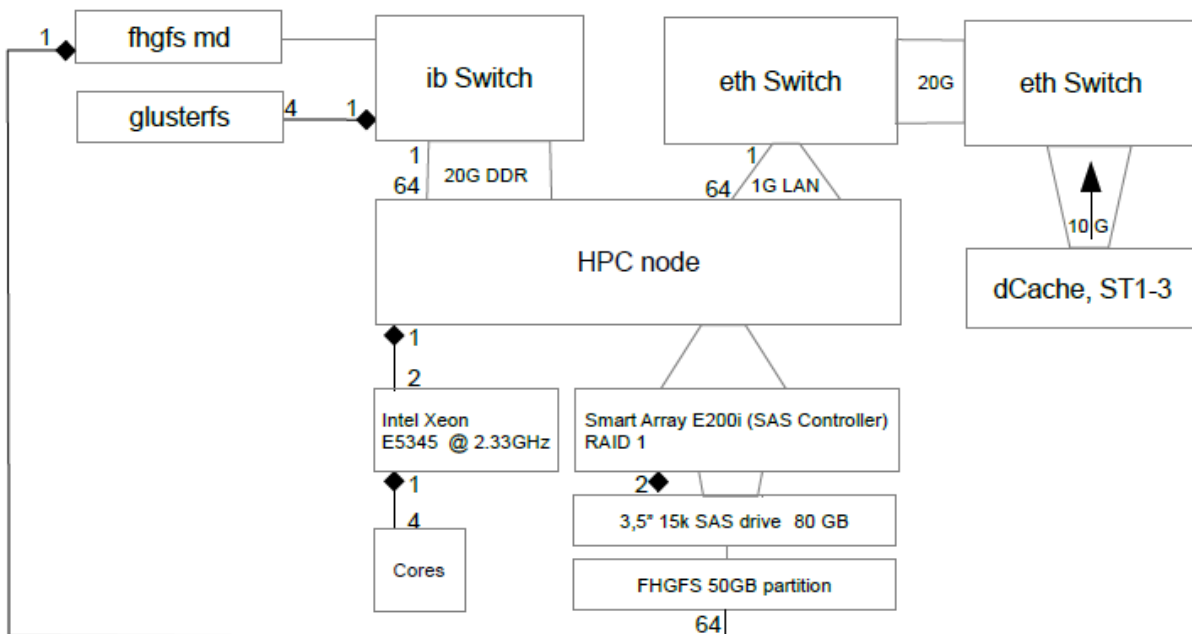 1
fhgfs md
ib Switch
eth Switch
20G
eth Switch
glusterfs
4
1
1
64
20G DDR
1
64
1G LAN
10 G
HPC node
dCache, ST1-3
1
2
Intel Xeon
E5345 @ 2.33GHz
Smart Array E200i (SAS Controller)
RAID 1
1
4
Cores
2
3,5" 15k SAS drive 80 GB
FHGFS 50GB partition
64